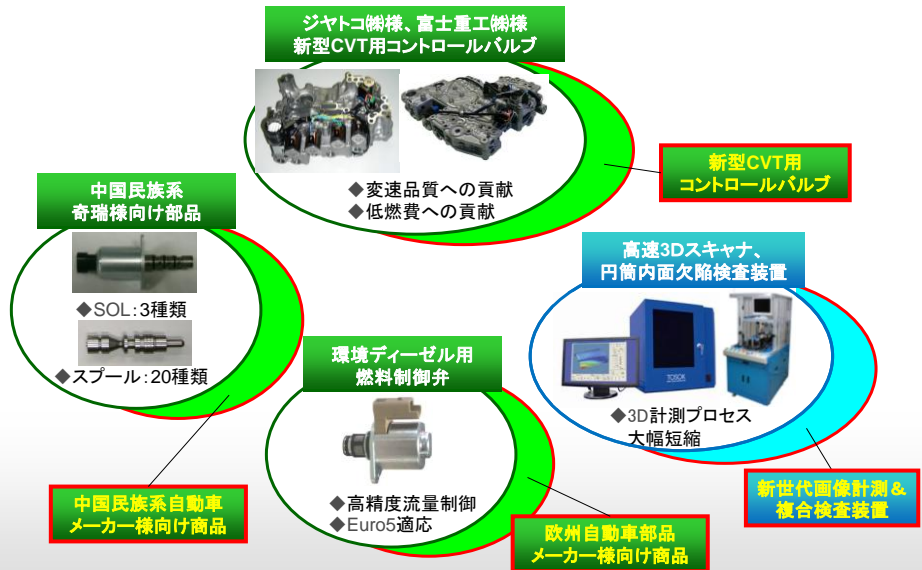 ジヤトコ㈱様、富士重工㈱様
新型CVT用コントロールバルブ
◆変速品質への貢献
◆低燃費への貢献
新型CVT用
コントロールバルブ
中国民族系
奇瑞様向け部品
◆SOL:3種類
◆スプール:20種類
中国民族系自動車
メーカー様向け商品
環境ディーゼル用
燃料制御弁
◆高精度流量制御
◆Euro5適応
欧州自動車部品
メーカー様向け商品
高速3Dスキャナ、
円筒内面欠陥検査装置
TOSOK
◆3D計測プロセス
大幅短縮
新世代画像計測&
複合検査装置